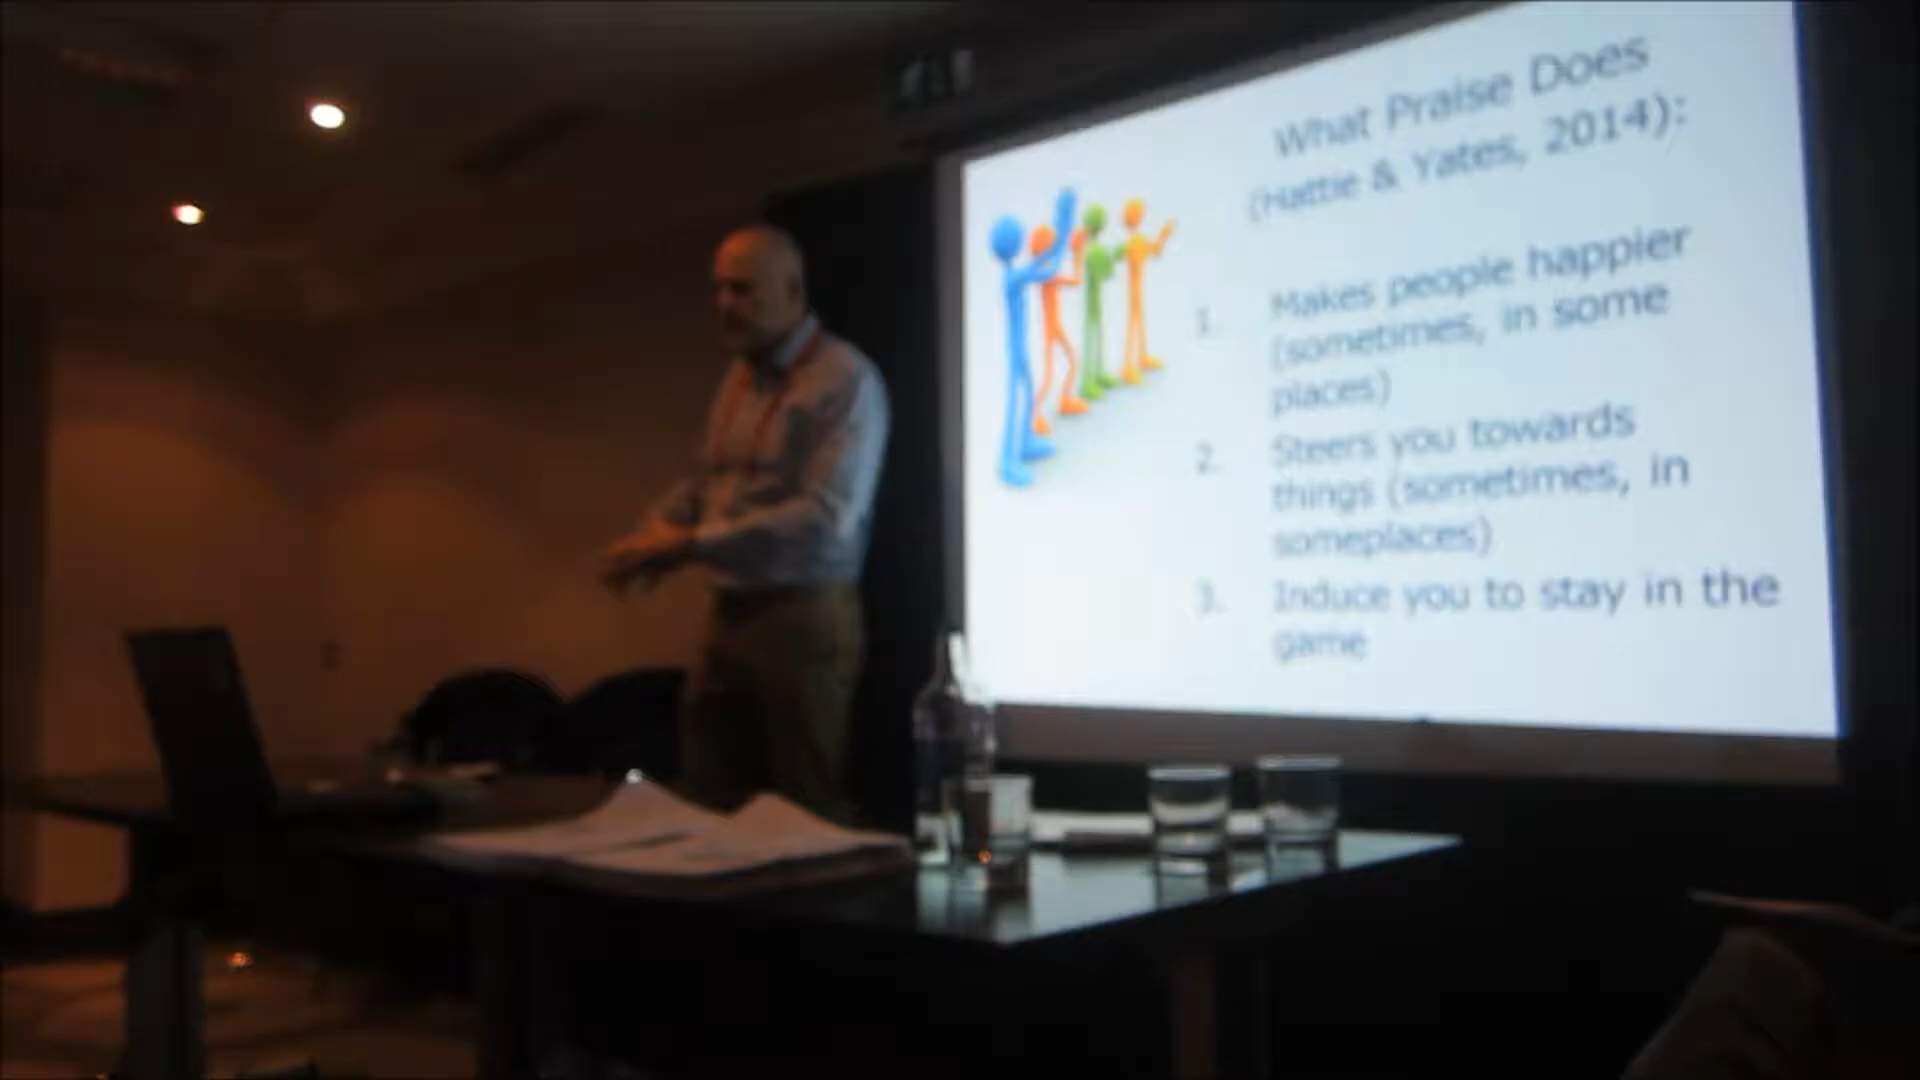 What Praise Does
(Hattie & Yates, 2014):
1. Makes people happier
(sometimes, in some
places)
2. Steers you towards
things (sometimes, in
someplaces)
3. Induce you to stay in the
game